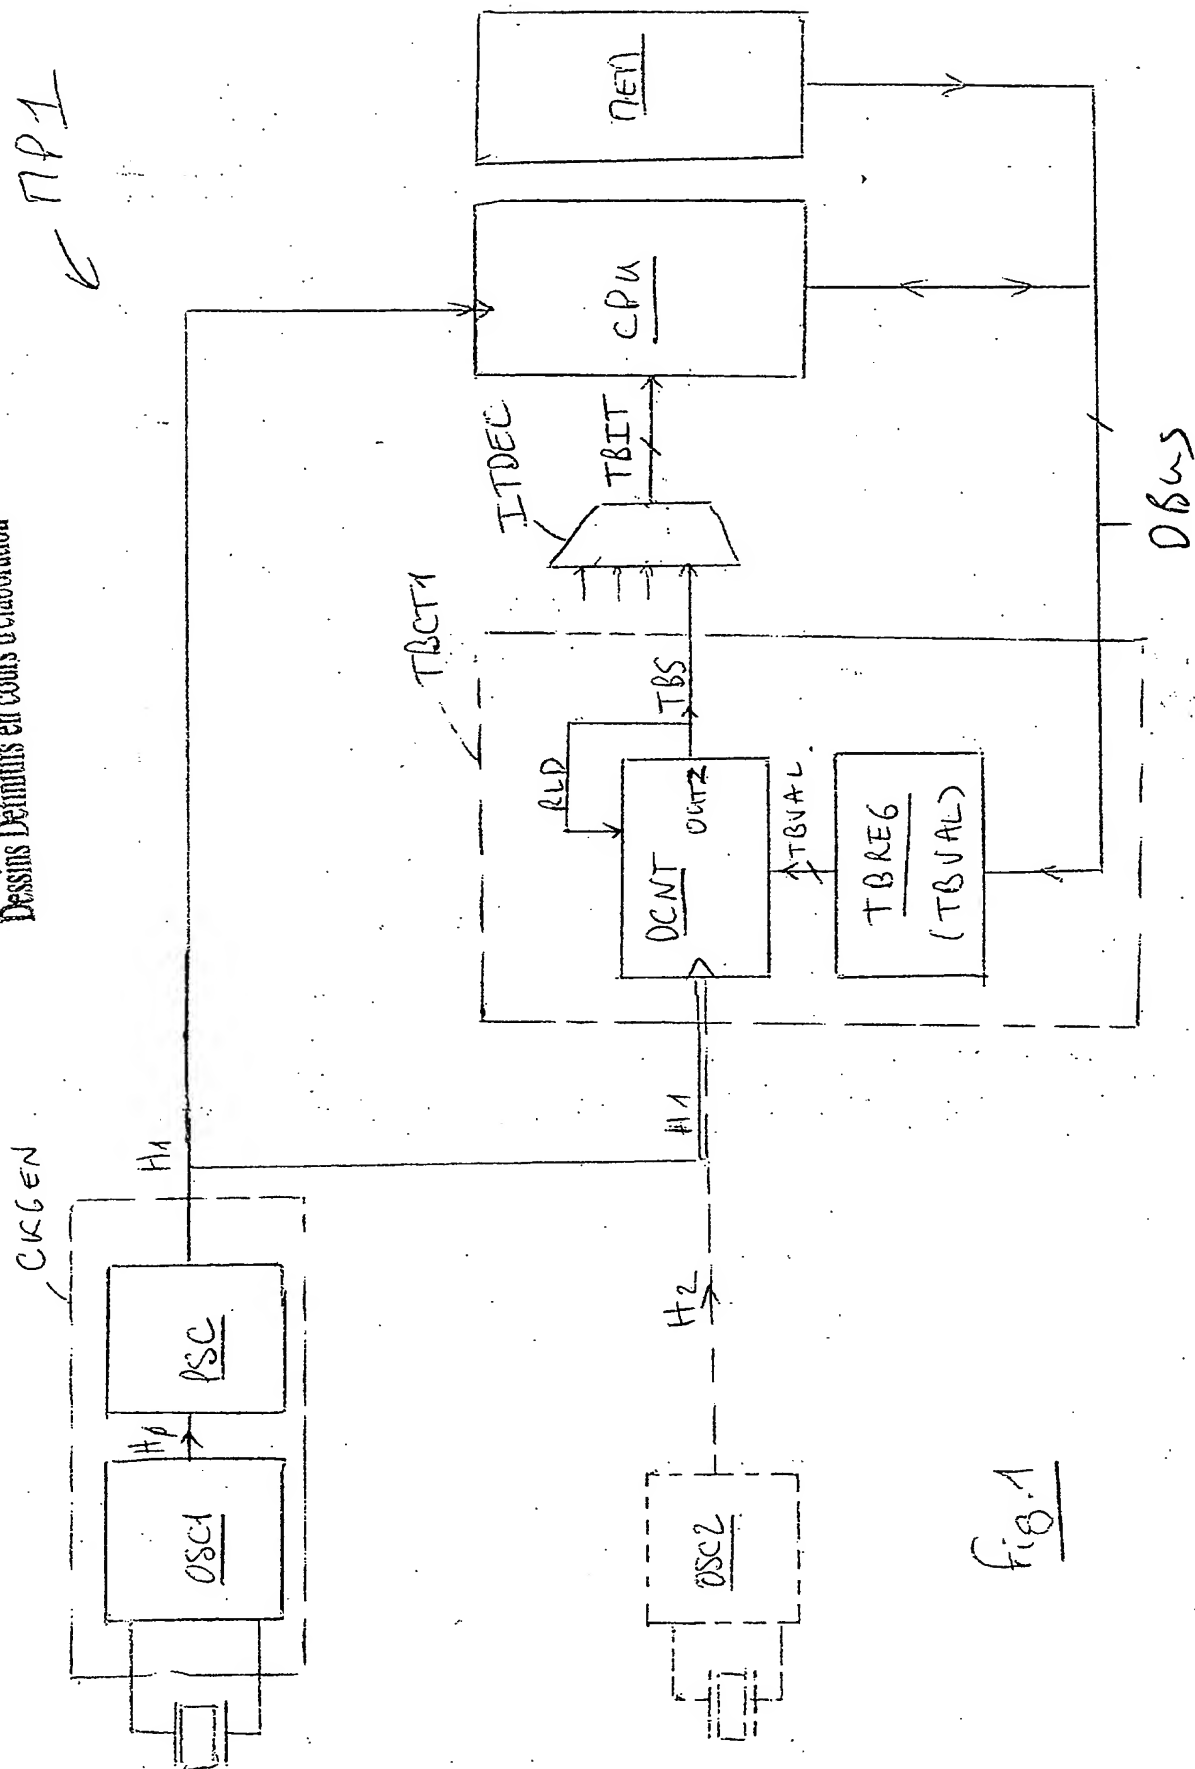 Dessins Définitifs en cours d'élaboration
MP1
CKGEN
OSC1
Hp
PSC
H1
OSC2
H2
H1
TBCT1
RLD
DCNT
OUTZ
TBS
TBVAL
TBREG
(TBVAL)
ITDEC
TBIT
CPU
MEM
DBus
Fig.1